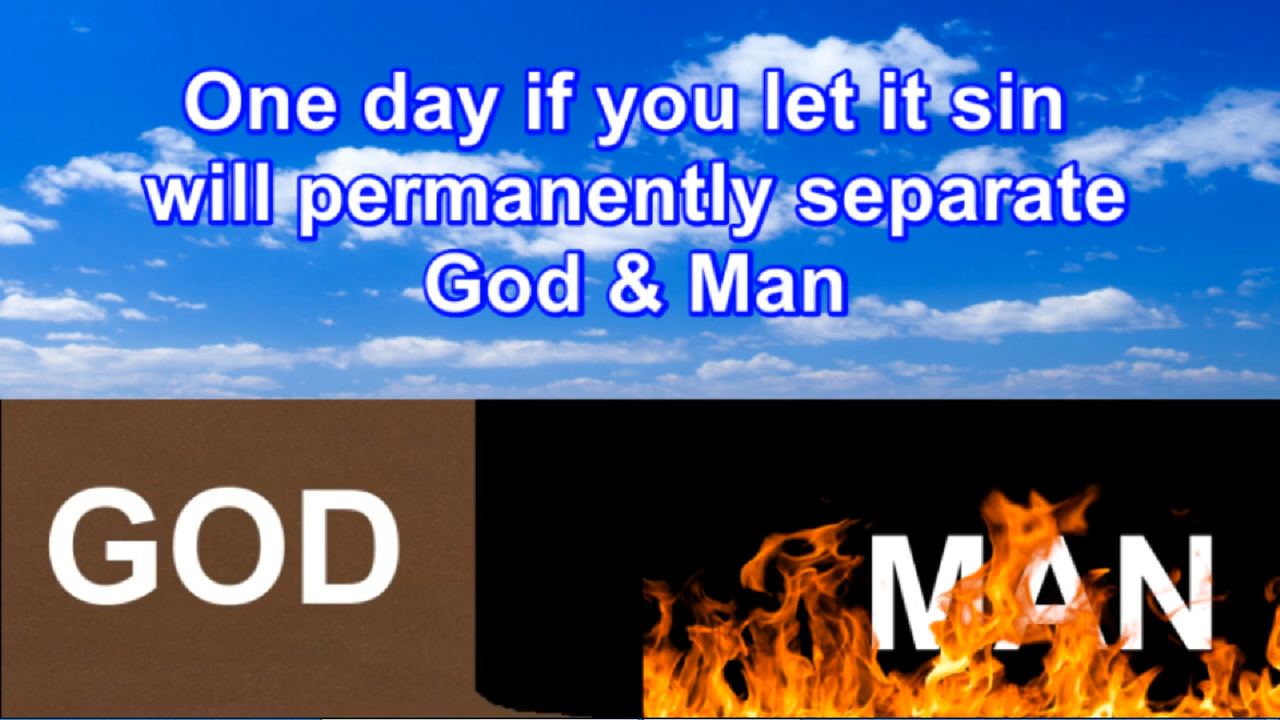 One day if you let it sin
will permanently separate
God & Man
GOD
MAN